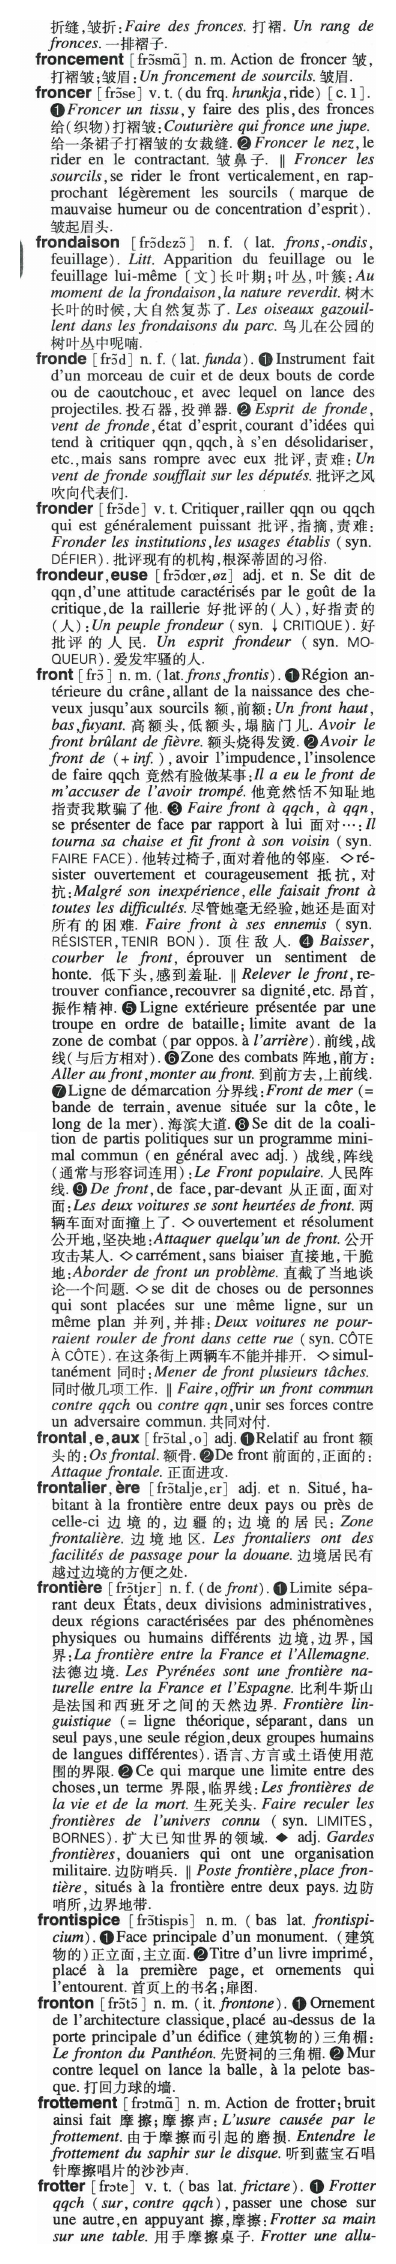 折缝,皱折:Faire des fronces. 打褶. Un rang de
fronces. 一排褶子.
froncement [frɔ̃smɑ̃] n. m. Action de froncer 皱,
打褶皱;皱眉:Un froncement de sourcils. 皱眉.
froncer [frɔ̃se] v. t. (du frq. hrunkja, ride) [c. 1].
❶Froncer un tissu, y faire des plis, des fronces
给(织物)打褶皱:Couturière qui fronce une jupe.
给一条裙子打褶皱的女裁缝. ❷Froncer le nez, le
rider en le contractant. 皱鼻子. ‖ Froncer les
sourcils, se rider le front verticalement, en rap-
prochant légèrement les sourcils (marque de
mauvaise humeur ou de concentration d'esprit).
皱起眉头.
frondaison [frɔ̃dɛzɔ̃] n. f. (lat. frons, -ondis,
feuillage). Litt. Apparition du feuillage ou le
feuillage lui-même〔文〕长叶期;叶丛,叶簇:Au
moment de la frondaison, la nature reverdit. 树木
长叶的时候,大自然复苏了. Les oiseaux gazouil-
lent dans les frondaisons du parc. 鸟儿在公园的
树叶丛中呢喃.
fronde [frɔ̃d] n. f. (lat. funda). ❶Instrument fait
d'un morceau de cuir et de deux bouts de corde
ou de caoutchouc, et avec lequel on lance des
projectiles. 投石器,投弹器. ❷Esprit de fronde,
vent de fronde, état d'esprit, courant d'idées qui
tend à critiquer qqn, qqch, à s'en désolidariser,
etc., mais sans rompre avec eux 批评,责难:Un
vent de fronde soufflait sur les députés. 批评之风
吹向代表们.
fronder [frɔ̃de] v. t. Critiquer, railler qqn ou qqch
qui est généralement puissant 批评,指摘,责难:
Fronder les institutions, les usages établis (syn.
DÉFIER). 批评现有的机构,根深蒂固的习俗.
frondeur, euse [frɔ̃dœr, øz] adj. et n. Se dit de
qqn, d'une attitude caractérisés par le goût de la
critique, de la raillerie 好批评的(人),好指责的
(人):Un peuple frondeur (syn. ↓CRITIQUE). 好
批评的人民. Un esprit frondeur (syn. MO-
QUEUR). 爱发牢骚的人.
front [frɔ̃] n. m. (lat. frons, frontis). ❶Région an-
térieure du crâne, allant de la naissance des che-
veux jusqu'aux sourcils 额,前额:Un front haut,
bas, fuyant. 高额头,低额头,塌脑门儿. Avoir le
front brûlant de fièvre. 额头烧得发烫. ❷Avoir le
front de (+ inf.), avoir l'impudence, l'insolence
de faire qqch 竟然有脸做某事:Il a eu le front de
m'accuser de l'avoir trompé. 他竟然恬不知耻地
指责我欺骗了他. ❸ Faire front à qqch, à qqn,
se présenter de face par rapport à lui 面对…:Il
tourna sa chaise et fit front à son voisin (syn.
FAIRE FACE). 他转过椅子,面对着他的邻座. ◇ré-
sister ouvertement et courageusement 抵抗,对
抗:Malgré son inexpérience, elle faisait front à
toutes les difficultés. 尽管她毫无经验,她还是面对
所有的困难. Faire front à ses ennemis (syn.
RÉSISTER, TENIR BON). 顶住敌人. ❹ Baisser,
courber le front, éprouver un sentiment de
honte. 低下头,感到羞耻. ‖ Relever le front, re-
trouver confiance, recouvrer sa dignité, etc. 昂首,
振作精神. ❺Ligne extérieure présentée par une
troupe en ordre de bataille; limite avant de la
zone de combat (par oppos. à l'arrière). 前线,战
线(与后方相对). ❻Zone des combats 阵地,前方:
Aller au front, monter au front. 到前方去,上前线.
❼Ligne de démarcation 分界线:Front de mer (=
bande de terrain, avenue située sur la côte, le
long de la mer). 海滨大道. ❽Se dit de la coali-
tion de partis politiques sur un programme mini-
mal commun (en général avec adj.) 战线,阵线
(通常与形容词连用):Le Front populaire. 人民阵
线. ❾De front, de face, par-devant 从正面,面对
面:Les deux voitures se sont heurtées de front. 两
辆车面对面撞上了. ◇ouvertement et résolument
公开地,坚决地:Attaquer quelqu'un de front. 公开
攻击某人. ◇carrément, sans biaiser 直接地,干脆
地:Aborder de front un problème. 直截了当地谈
论一个问题. ◇se dit de choses ou de personnes
qui sont placées sur une même ligne, sur un
même plan 并列,并排:Deux voitures ne pour-
raient rouler de front dans cette rue (syn. CÔTE
À CÔTE). 在这条街上两辆车不能并排开. ◇simul-
tanément 同时:Mener de front plusieurs tâches.
同时做几项工作. ‖ Faire, offrir un front commun
contre qqch ou contre qqn, unir ses forces contre
un adversaire commun. 共同对付.
frontal, e, aux [frɔ̃tal, o] adj. ❶Relatif au front 额
头的:Os frontal. 额骨. ❷De front 前面的,正面的:
Attaque frontale. 正面进攻.
frontalier, ère [frɔ̃talje, ɛr] adj. et n. Situé, ha-
bitant à la frontière entre deux pays ou près de
celle-ci 边境的,边疆的;边境的居民:Zone
frontalière. 边境地区. Les frontaliers ont des
facilités de passage pour la douane. 边境居民有
越过边境的方便之处.
frontière [frɔ̃tjɛr] n. f. (de front). ❶Limite sépa-
rant deux États, deux divisions administratives,
deux régions caractérisées par des phénomènes
physiques ou humains différents 边境,边界,国
界:La frontière entre la France et l'Allemagne.
法德边境. Les Pyrénées sont une frontière na-
turelle entre la France et l'Espagne. 比利牛斯山
是法国和西班牙之间的天然边界. Frontière lin-
guistique (= ligne théorique, séparant, dans un
seul pays, une seule région, deux groupes humains
de langues différentes). 语言、方言或土语使用范
围的界限. ❷Ce qui marque une limite entre des
choses, un terme 界限,临界线:Les frontières de
la vie et de la mort. 生死关头. Faire reculer les
frontières de l'univers connu (syn. LIMITES,
BORNES). 扩大已知世界的领域. ◆ adj. Gardes
frontières, douaniers qui ont une organisation
militaire. 边防哨兵. ‖ Poste frontière, place fron-
tière, situés à la frontière entre deux pays. 边防
哨所,边界地带.
frontispice [frɔ̃tispis] n. m. (bas lat. frontispi-
cium). ❶Face principale d'un monument. (建筑
物的)正立面,主立面. ❷Titre d'un livre imprimé,
placé à la première page, et ornements qui
l'entourent. 首页上的书名;扉图.
fronton [frɔ̃tɔ̃] n. m. (it. frontone). ❶ Ornement
de l'architecture classique, placé au-dessus de la
porte principale d'un édifice (建筑物的)三角楣:
Le fronton du Panthéon. 先贤祠的三角楣. ❷Mur
contre lequel on lance la balle, à la pelote bas-
que. 打回力球的墙.
frottement [frɔtmɑ̃] n. m. Action de frotter; bruit
ainsi fait 摩擦;摩擦声:L'usure causée par le
frottement. 由于摩擦而引起的磨损. Entendre le
frottement du saphir sur le disque. 听到蓝宝石唱
针摩擦唱片的沙沙声.
frotter [frɔte] v. t. (bas lat. frictare). ❶ Frotter
qqch (sur, contre qqch), passer une chose sur
une autre, en appuyant 擦,摩擦:Frotter sa main
sur une table. 用手摩擦桌子. Frotter une allu-